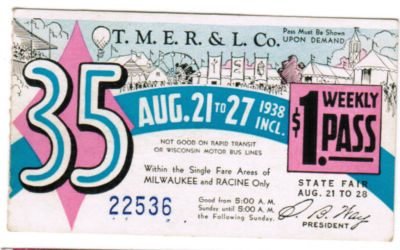 T. M. E. R. & L. Co.
Pass Must Be Shown
UPON DEMAND
35
AUG. 21 TO 27 1938 INCL.
$1. WEEKLY PASS
NOT GOOD ON RAPID TRANSIT
OR WISCONSIN MOTOR BUS LINES
Within the Single Fare Areas of
MILWAUKEE and RACINE Only
STATE FAIR
AUG. 21 TO 28
22536
Good from 5:00 A. M.
Sunday until 5:00 A. M.
the Following Sunday.
S. B. Way
PRESIDENT